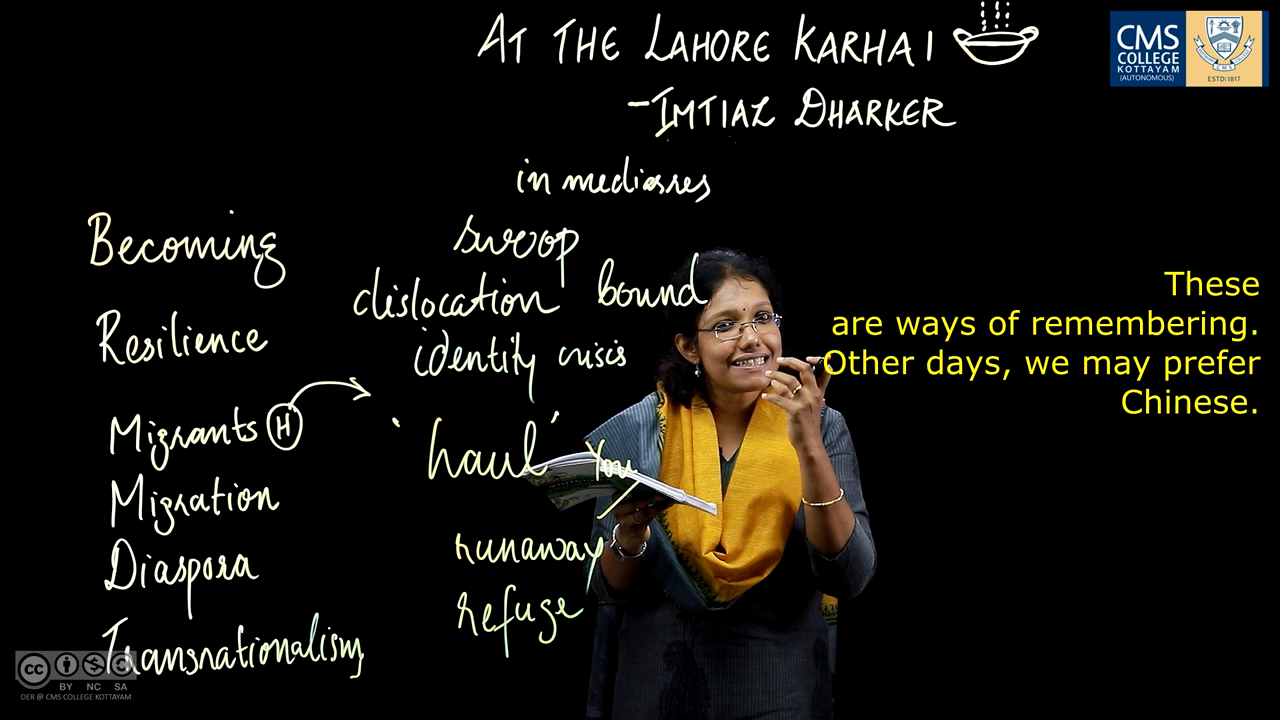 AT THE LAHORE KARHAI
-IMTIAZ DHARKER
CMS
COLLEGE
KOTTAYAM
(AUTONOMOUS)
ESTD:1817
in mediasres
Becoming
swoop
dislocation bound
Resilience
identity crisis
Migrants H
'haul' You
Migration
runaway
Diaspora
refuge
Transnationalism
These
are ways of remembering.
Other days, we may prefer
Chinese.
cc
BY NC SA
OER @ CMS COLLEGE KOTTAYAM